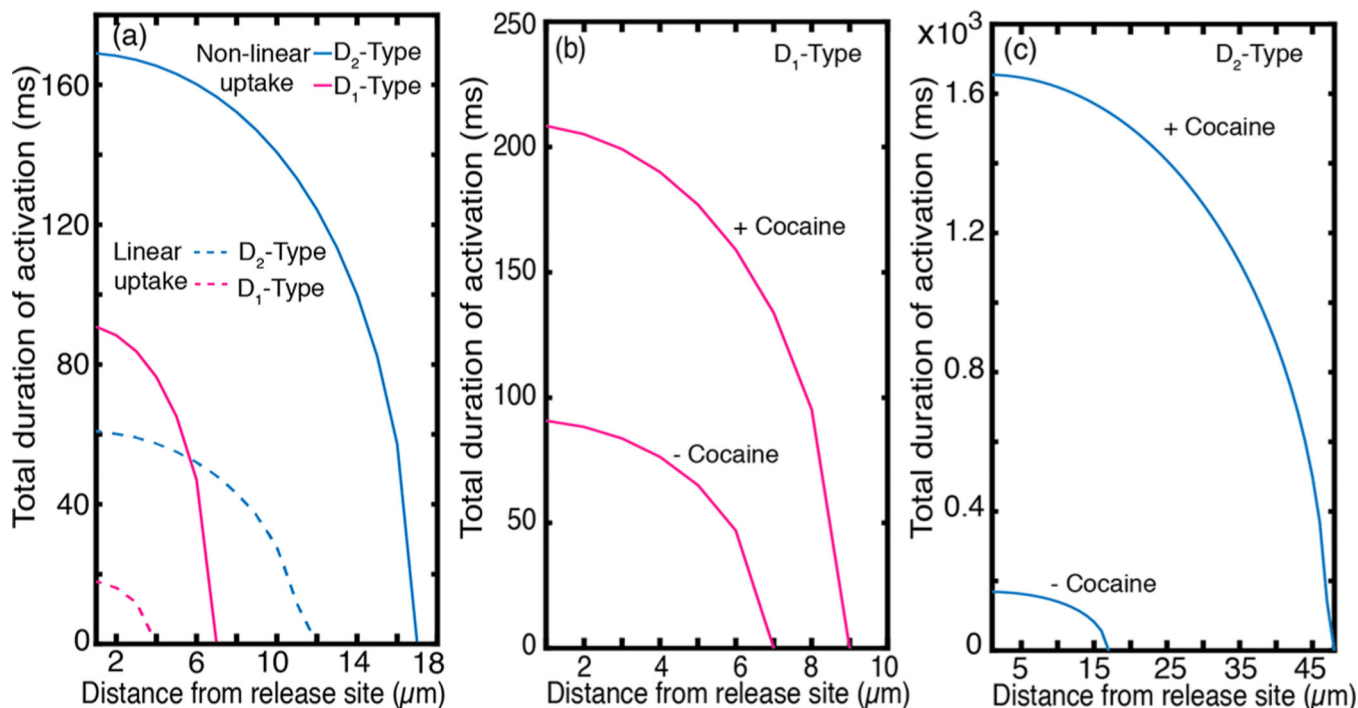 (a)
Non-linear uptake
D₂-Type
D₁-Type
Linear uptake
D₂-Type
D₁-Type
Total duration of activation (ms)
160
120
80
40
0
2 6 10 14 18
Distance from release site (µm)
(b)
D₁-Type
+ Cocaine
- Cocaine
Total duration of activation (ms)
250
200
150
100
50
0
2 4 6 8 10
Distance from release site (µm)
(c)
x10³
D₂-Type
+ Cocaine
- Cocaine
Total duration of activation (ms)
1.6
1.2
0.8
0.4
0
5 15 25 35 45
Distance from release site (µm)